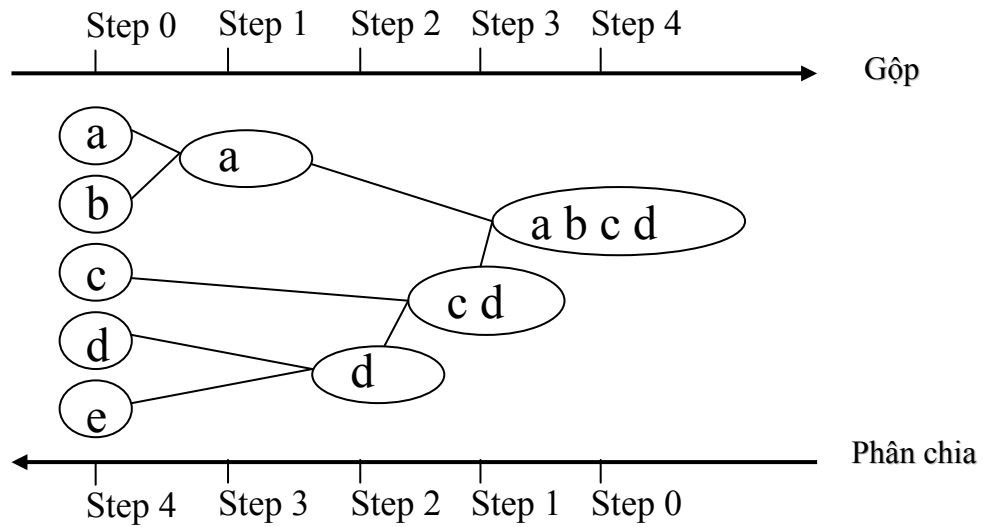 Step 0 Step 1 Step 2 Step 3 Step 4
Gộp
a
a
b
a b c d
c
c d
d
d
e
Phân chia
Step 4 Step 3 Step 2 Step 1 Step 0